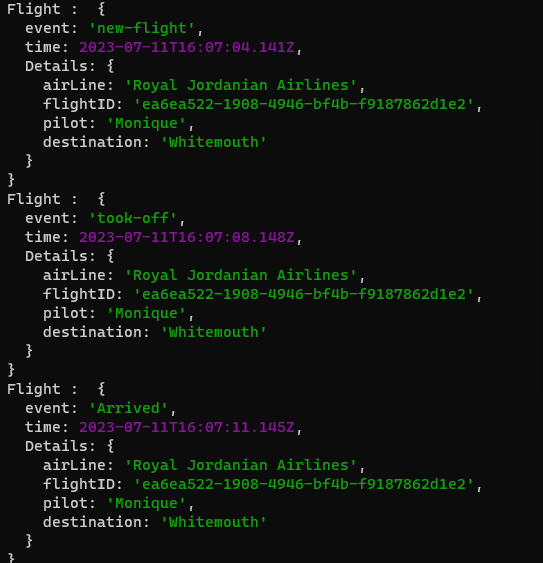 Flight :  {
  event: 'new-flight',
  time: 2023-07-11T16:07:04.141Z,
  Details: {
    airLine: 'Royal Jordanian Airlines',
    flightID: 'ea6ea522-1908-4946-bf4b-f9187862d1e2',
    pilot: 'Monique',
    destination: 'Whitemouth'
  }
}
Flight :  {
  event: 'took-off',
  time: 2023-07-11T16:07:08.148Z,
  Details: {
    airLine: 'Royal Jordanian Airlines',
    flightID: 'ea6ea522-1908-4946-bf4b-f9187862d1e2',
    pilot: 'Monique',
    destination: 'Whitemouth'
  }
}
Flight :  {
  event: 'Arrived',
  time: 2023-07-11T16:07:11.145Z,
  Details: {
    airLine: 'Royal Jordanian Airlines',
    flightID: 'ea6ea522-1908-4946-bf4b-f9187862d1e2',
    pilot: 'Monique',
    destination: 'Whitemouth'
  }
}